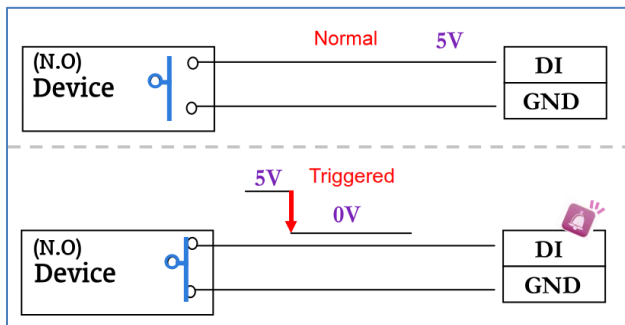 Normal 5V
(N.O)
Device
DI
GND
5V Triggered
0V
(N.O)
Device
DI
GND